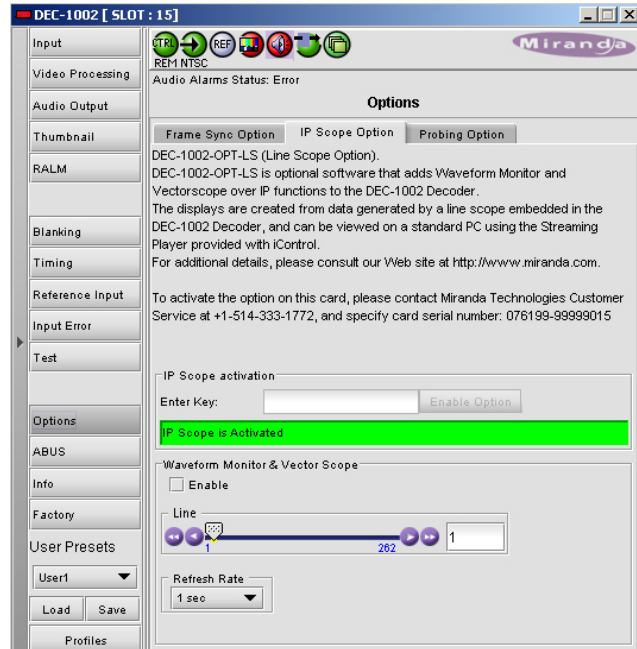 DEC-1002 [ SLOT : 15]
Input
Video Processing
Audio Output
Thumbnail
RALM
Blanking
Timing
Reference Input
Input Error
Test
Options
ABUS
Info
Factory
User Presets
User1
Load Save
Profiles
CTRL REF
REM NTSC
Miranda
Audio Alarms Status: Error
Options
Frame Sync Option IP Scope Option Probing Option
DEC-1002-OPT-LS (Line Scope Option).
DEC-1002-OPT-LS is optional software that adds Waveform Monitor and
Vectorscope over IP functions to the DEC-1002 Decoder.
The displays are created from data generated by a line scope embedded in the
DEC-1002 Decoder, and can be viewed on a standard PC using the Streaming
Player provided with iControl.
For additional details, please consult our Web site at http://www.miranda.com.
To activate the option on this card, please contact Miranda Technologies Customer
Service at +1-514-333-1772, and specify card serial number: 076199-99999015
IP Scope activation
Enter Key: Enable Option
IP Scope is Activated
Waveform Monitor & Vector Scope
Enable
Line
1 262 1
Refresh Rate
1 sec